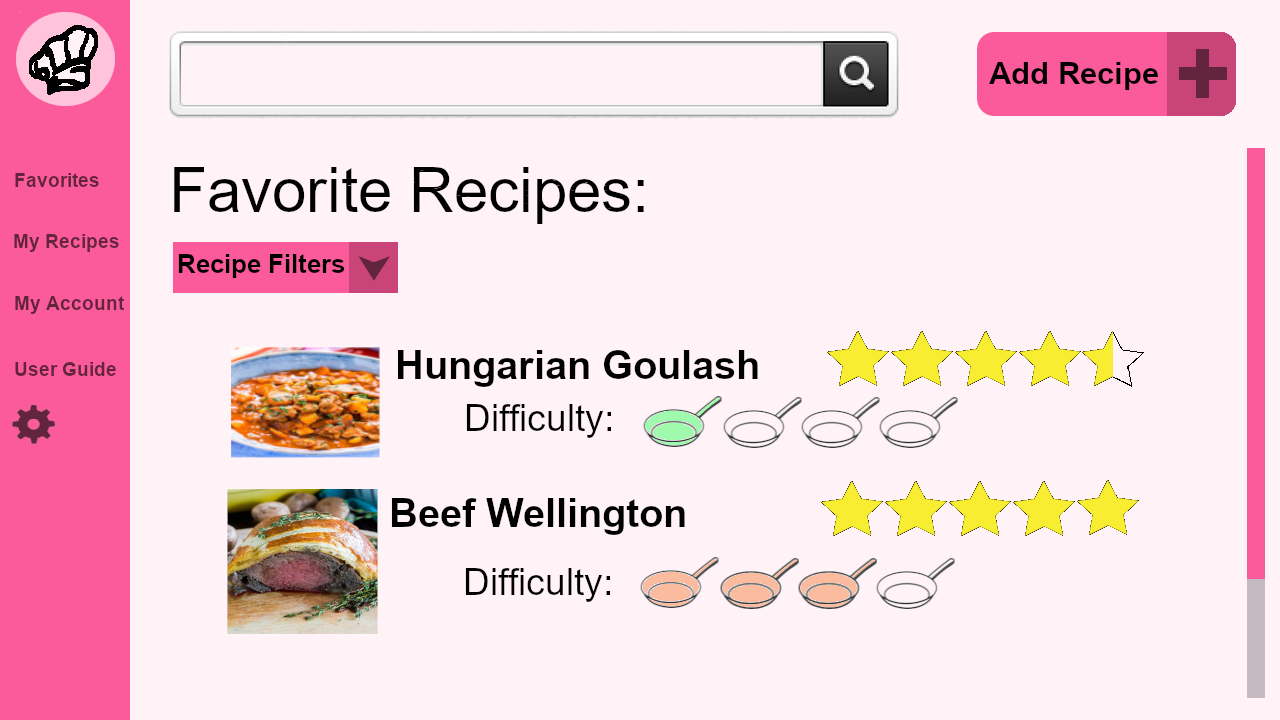 Add Recipe
Favorites
My Recipes
My Account
User Guide
Favorite Recipes:
Recipe Filters
Hungarian Goulash
Difficulty:
Beef Wellington
Difficulty: